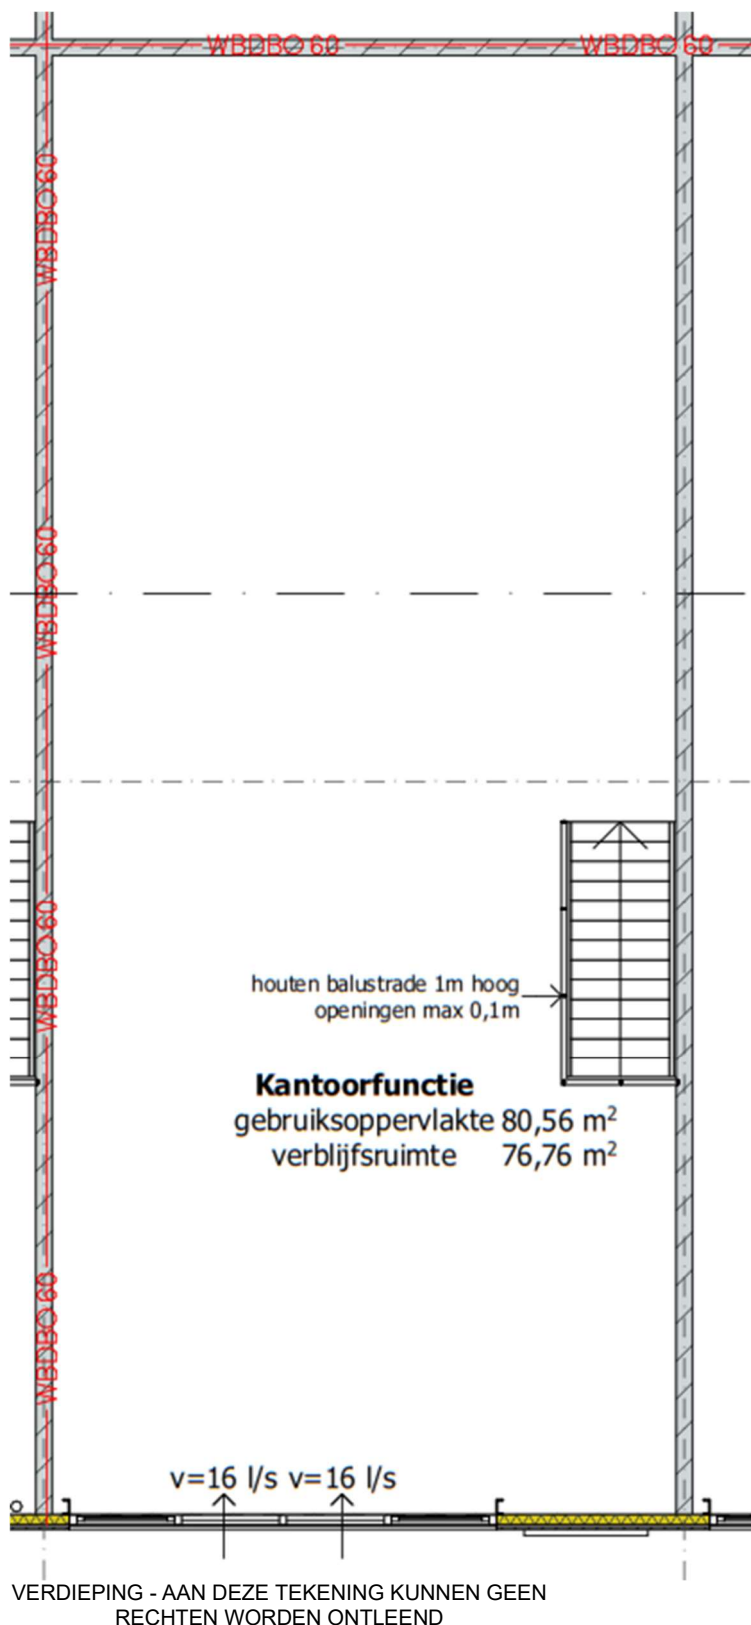 WBDBO 60
WBDBO 60
WBDBO 60
WBDBO 60
WBDBO 60
houten balustrade 1m hoog
openingen max 0,1m
Kantoorfunctie
gebruiksoppervlakte 80,56 m²
verblijfsruimte 76,76 m²
WBDBO 60
v=16 l/s v=16 l/s
VERDIEPING - AAN DEZE TEKENING KUNNEN GEEN
RECHTEN WORDEN ONTLEEND